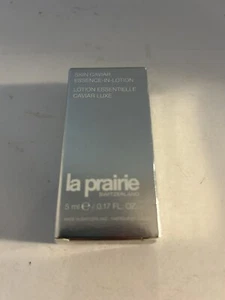 SKIN CAVIAR
ESSENCE-IN-LOTION
LOTION ESSENTIELLE
CAVIAR LUXE
la prairie
SWITZERLAND
5 ml ℮ / 0.17 FL. OZ.